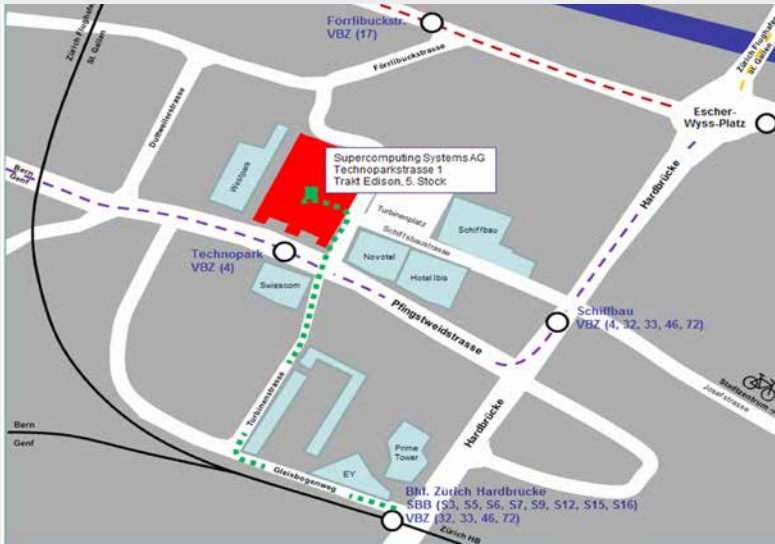 Zürich Flughafen
St. Gallen
Förrlibuckstr.
VBZ (17)
Förrlibuckstrasse
Zürich Flughafen
St. Gallen
Escher-
Wyss-Platz
Duttweilerstrasse
Westpark
Supercomputing Systems AG
Technoparkstrasse 1
Trakt Edison, 5. Stock
Hardbrücke
Bern
Genf
Turbinenplatz
Schiffsbaustrasse
Schiffbau
Technopark
VBZ (4)
Novotel
Hotel Ibis
Swisscom
Pfingstweidstrasse
Schiffbau
VBZ (4, 32, 33, 46, 72)
Stadtzentrum
Josefstrasse
Turbinenstrasse
Hardbrücke
Bern
Genf
Prime
Tower
Gleisbogenweg
EY
Bhf. Zürich Hardbrücke
SBB (S3, S5, S6, S7, S9, S12, S15, S16)
VBZ (32, 33, 46, 72)
Zürich HB